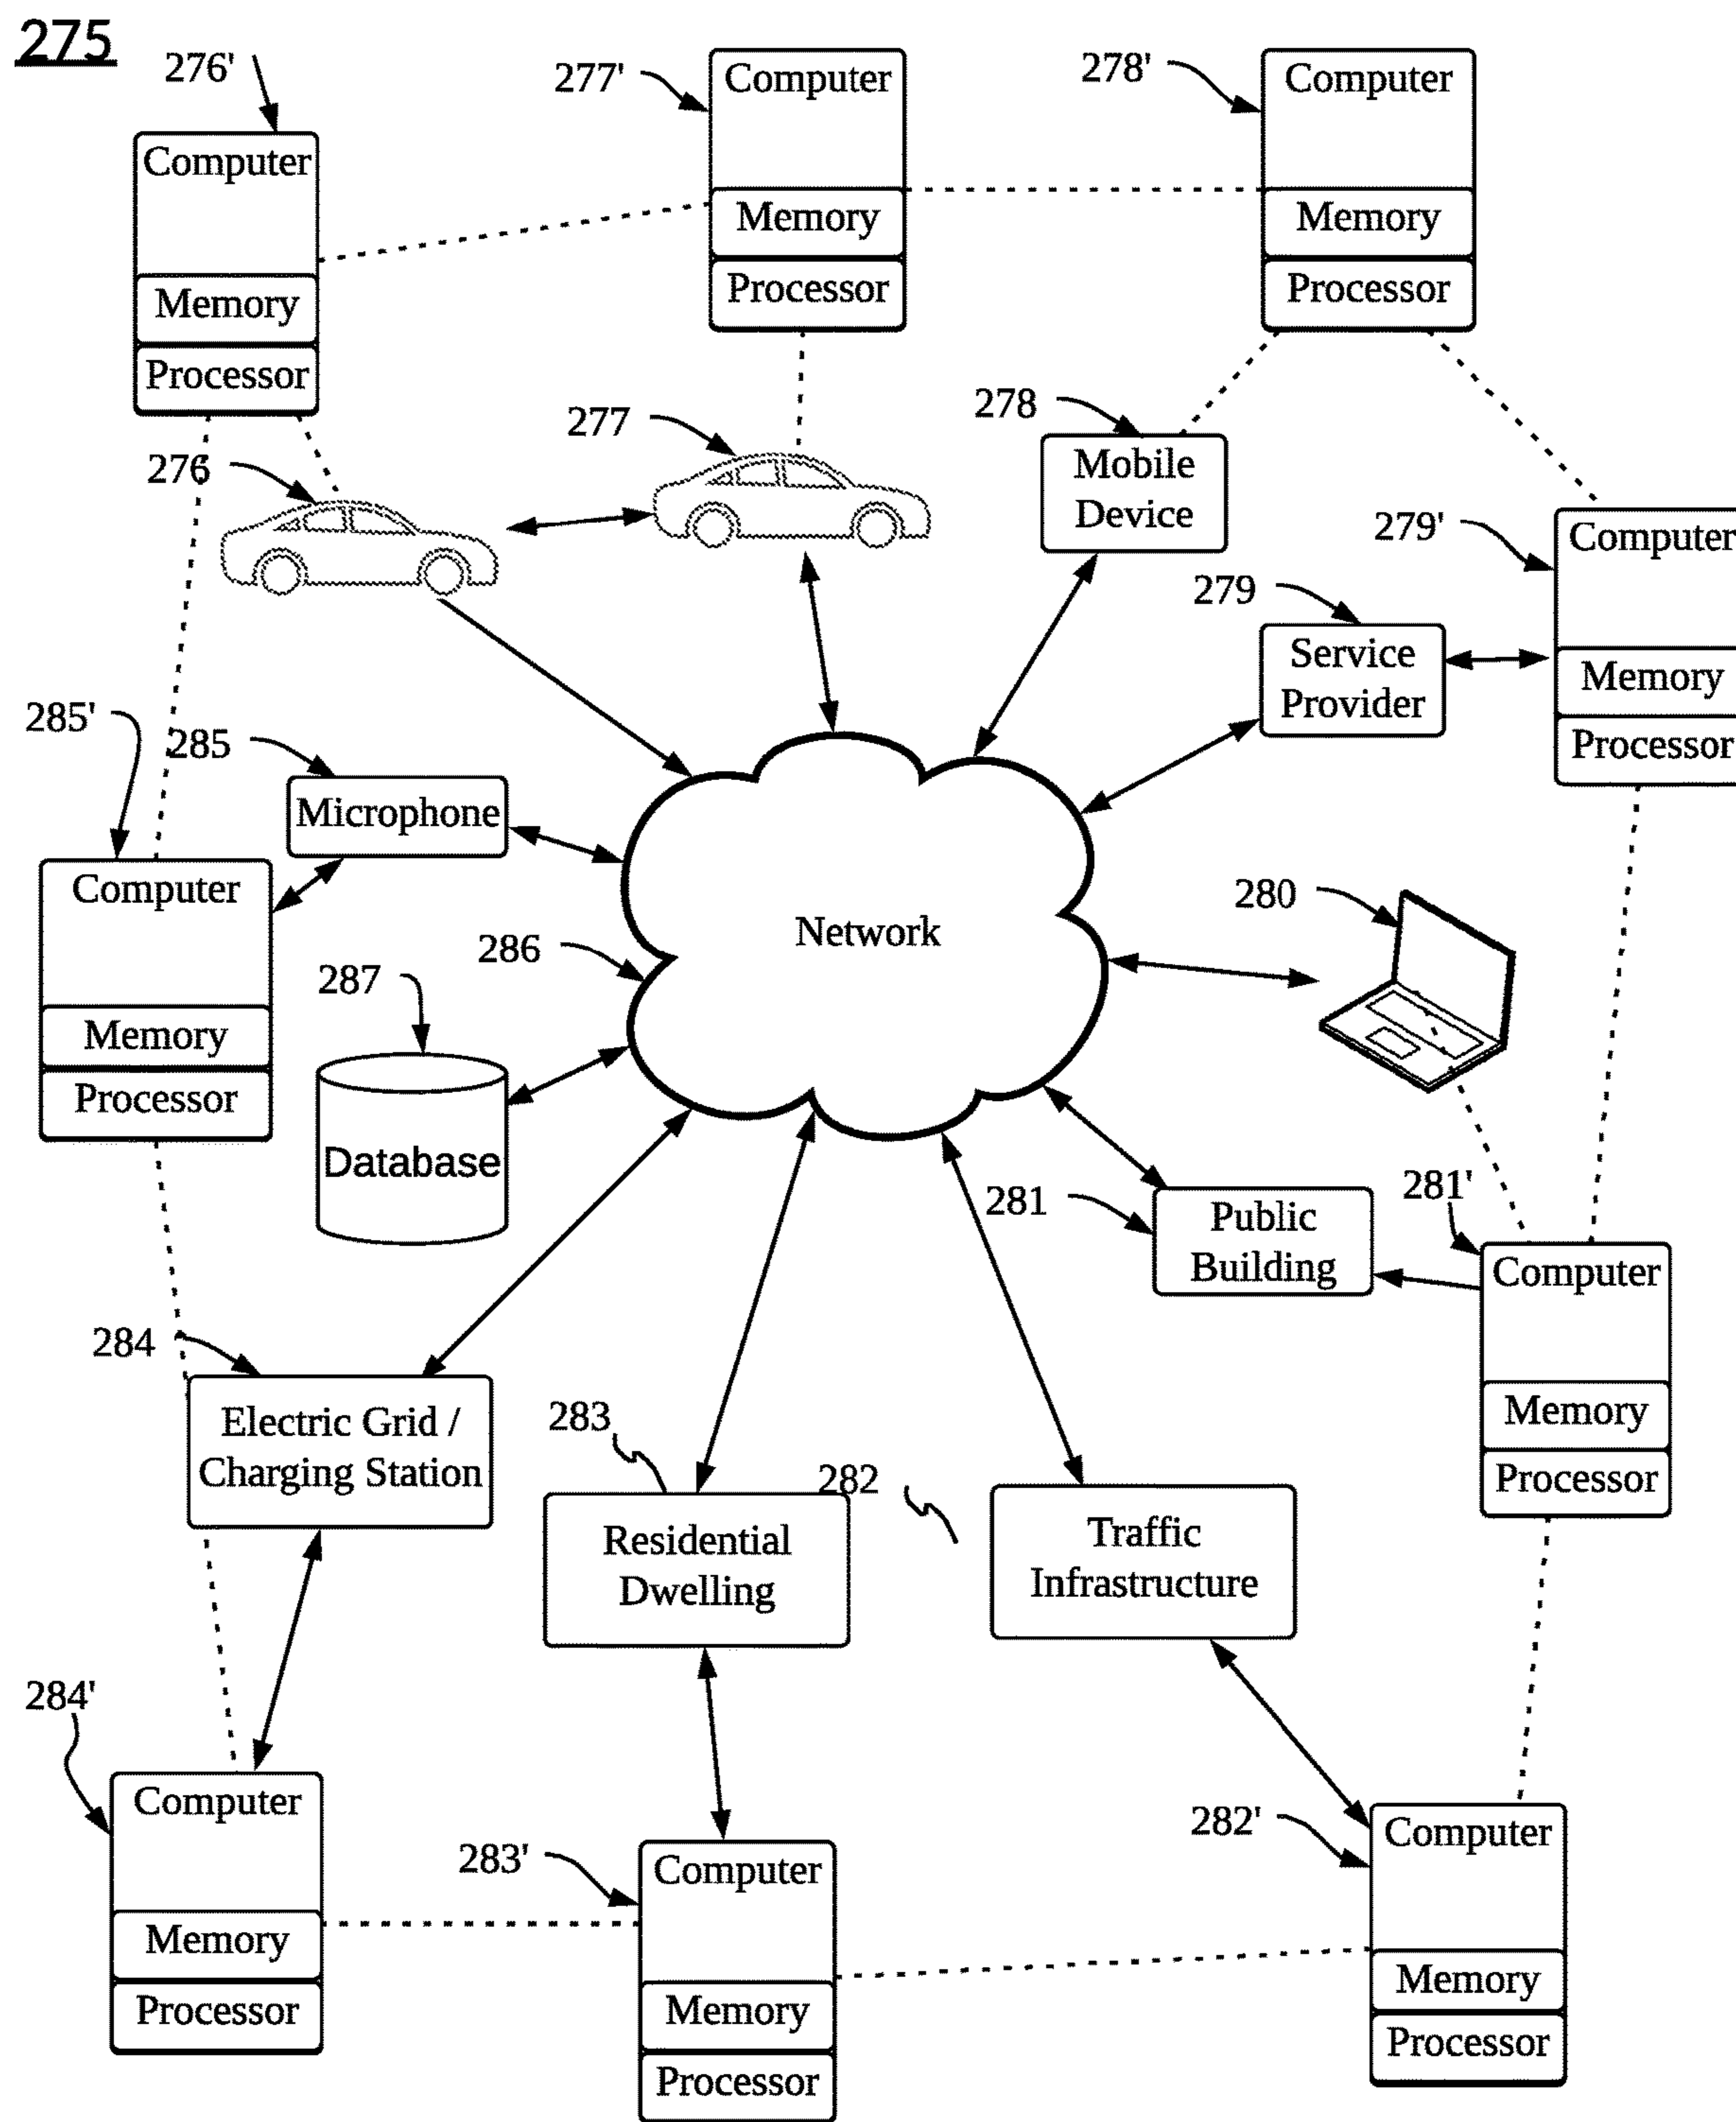 275
276'
277'
278'
Computer
Memory
Processor
Computer
Memory
Processor
Computer
Memory
Processor
276
277
278
Mobile
Device
279'
Computer
Memory
Processor
279
Service
Provider
285'
285
Microphone
Computer
Memory
Processor
286
Network
280
287
Database
281
Public
Building
281'
Computer
Memory
Processor
284
Electric Grid /
Charging Station
283
Residential
Dwelling
282
Traffic
Infrastructure
284'
Computer
Memory
Processor
283'
Computer
Memory
Processor
282'
Computer
Memory
Processor